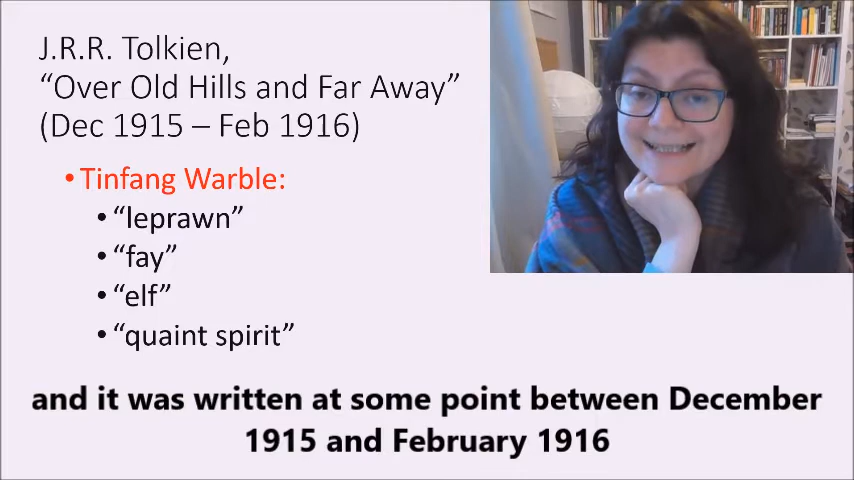 J.R.R. Tolkien,
“Over Old Hills and Far Away”
(Dec 1915 – Feb 1916)
•Tinfang Warble:
• “leprawn”
• “fay”
• “elf”
• “quaint spirit”
and it was written at some point between December
1915 and February 1916